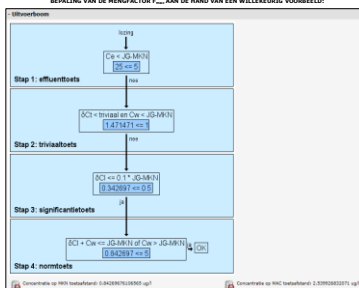 BEPALING VAN DE MENGFACTOR F AAN DE HAND VAN EEN WILLEKEURIG VOORBEELD:
- Uitvoerboom
lozing
Ce < JG-MKN
25 <= 5
Stap 1: effluenttoets
nee
δCt < triviaal en Cw < JG-MKN
1.471471 <= 1
Stap 2: triviaaltoets
nee
δCl <= 0.1 * JG-MKN
0.342697 <= 0.5
Stap 3: significantietoets
ja
δCl + Cw <= JG-MKN of Cw > JG-MKN
OK
0.842697 <= 5
Stap 4: normtoets
Concentratie op MKN toetsafstand:
Concentratie op MAC toetsafstand: